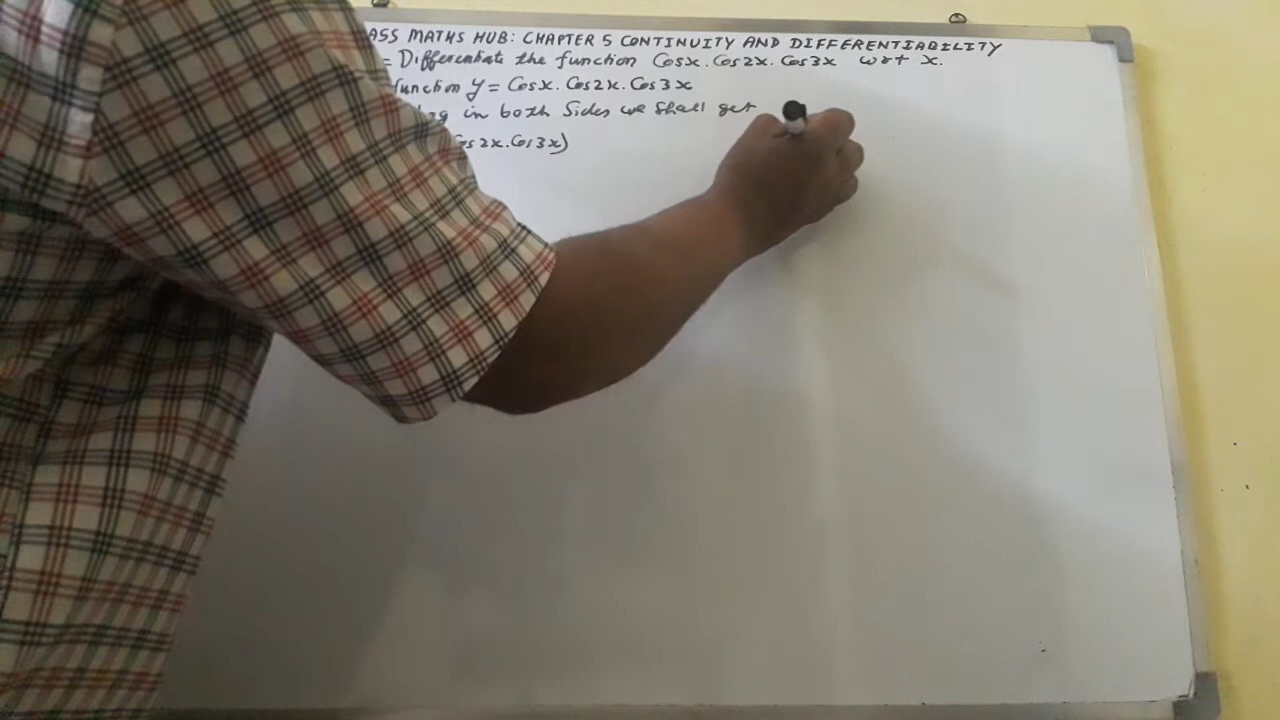 ASS MATHS HUB: CHAPTER 5 CONTINUITY AND DIFFERENTIABILITY
= Differentiate the function Cosx. Cos2x. Cos3x w.r.t x.
function y = Cosx. Cos2x. Cos3x
in both sides we shall get
os2x.Cos3x)